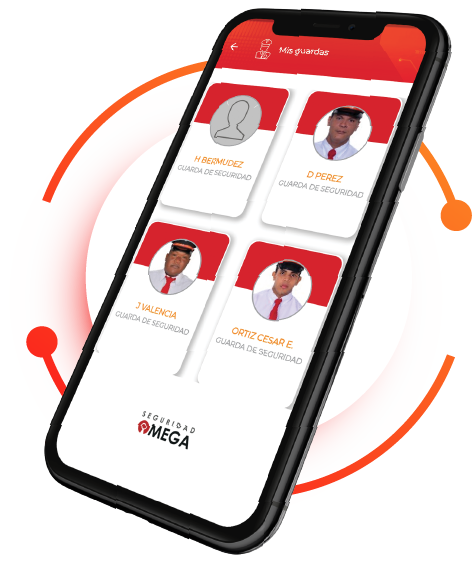 Mis guardas
H BERMUDEZ
GUARDA DE SEGURIDAD
D PEREZ
GUARDA DE SEGURIDAD
J VALENCIA
GUARDA DE SEGURIDAD
ORTIZ CESAR E.
GUARDA DE SEGURIDAD
SEGURIDAD
OMEGA